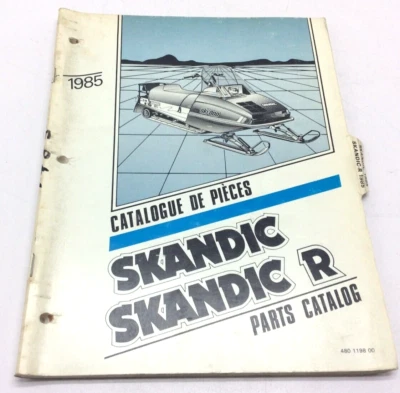 1985
CATALOGUE DE PIÈCES
SKANDIC
SKANDIC R
PARTS CATALOG
480 1198 00